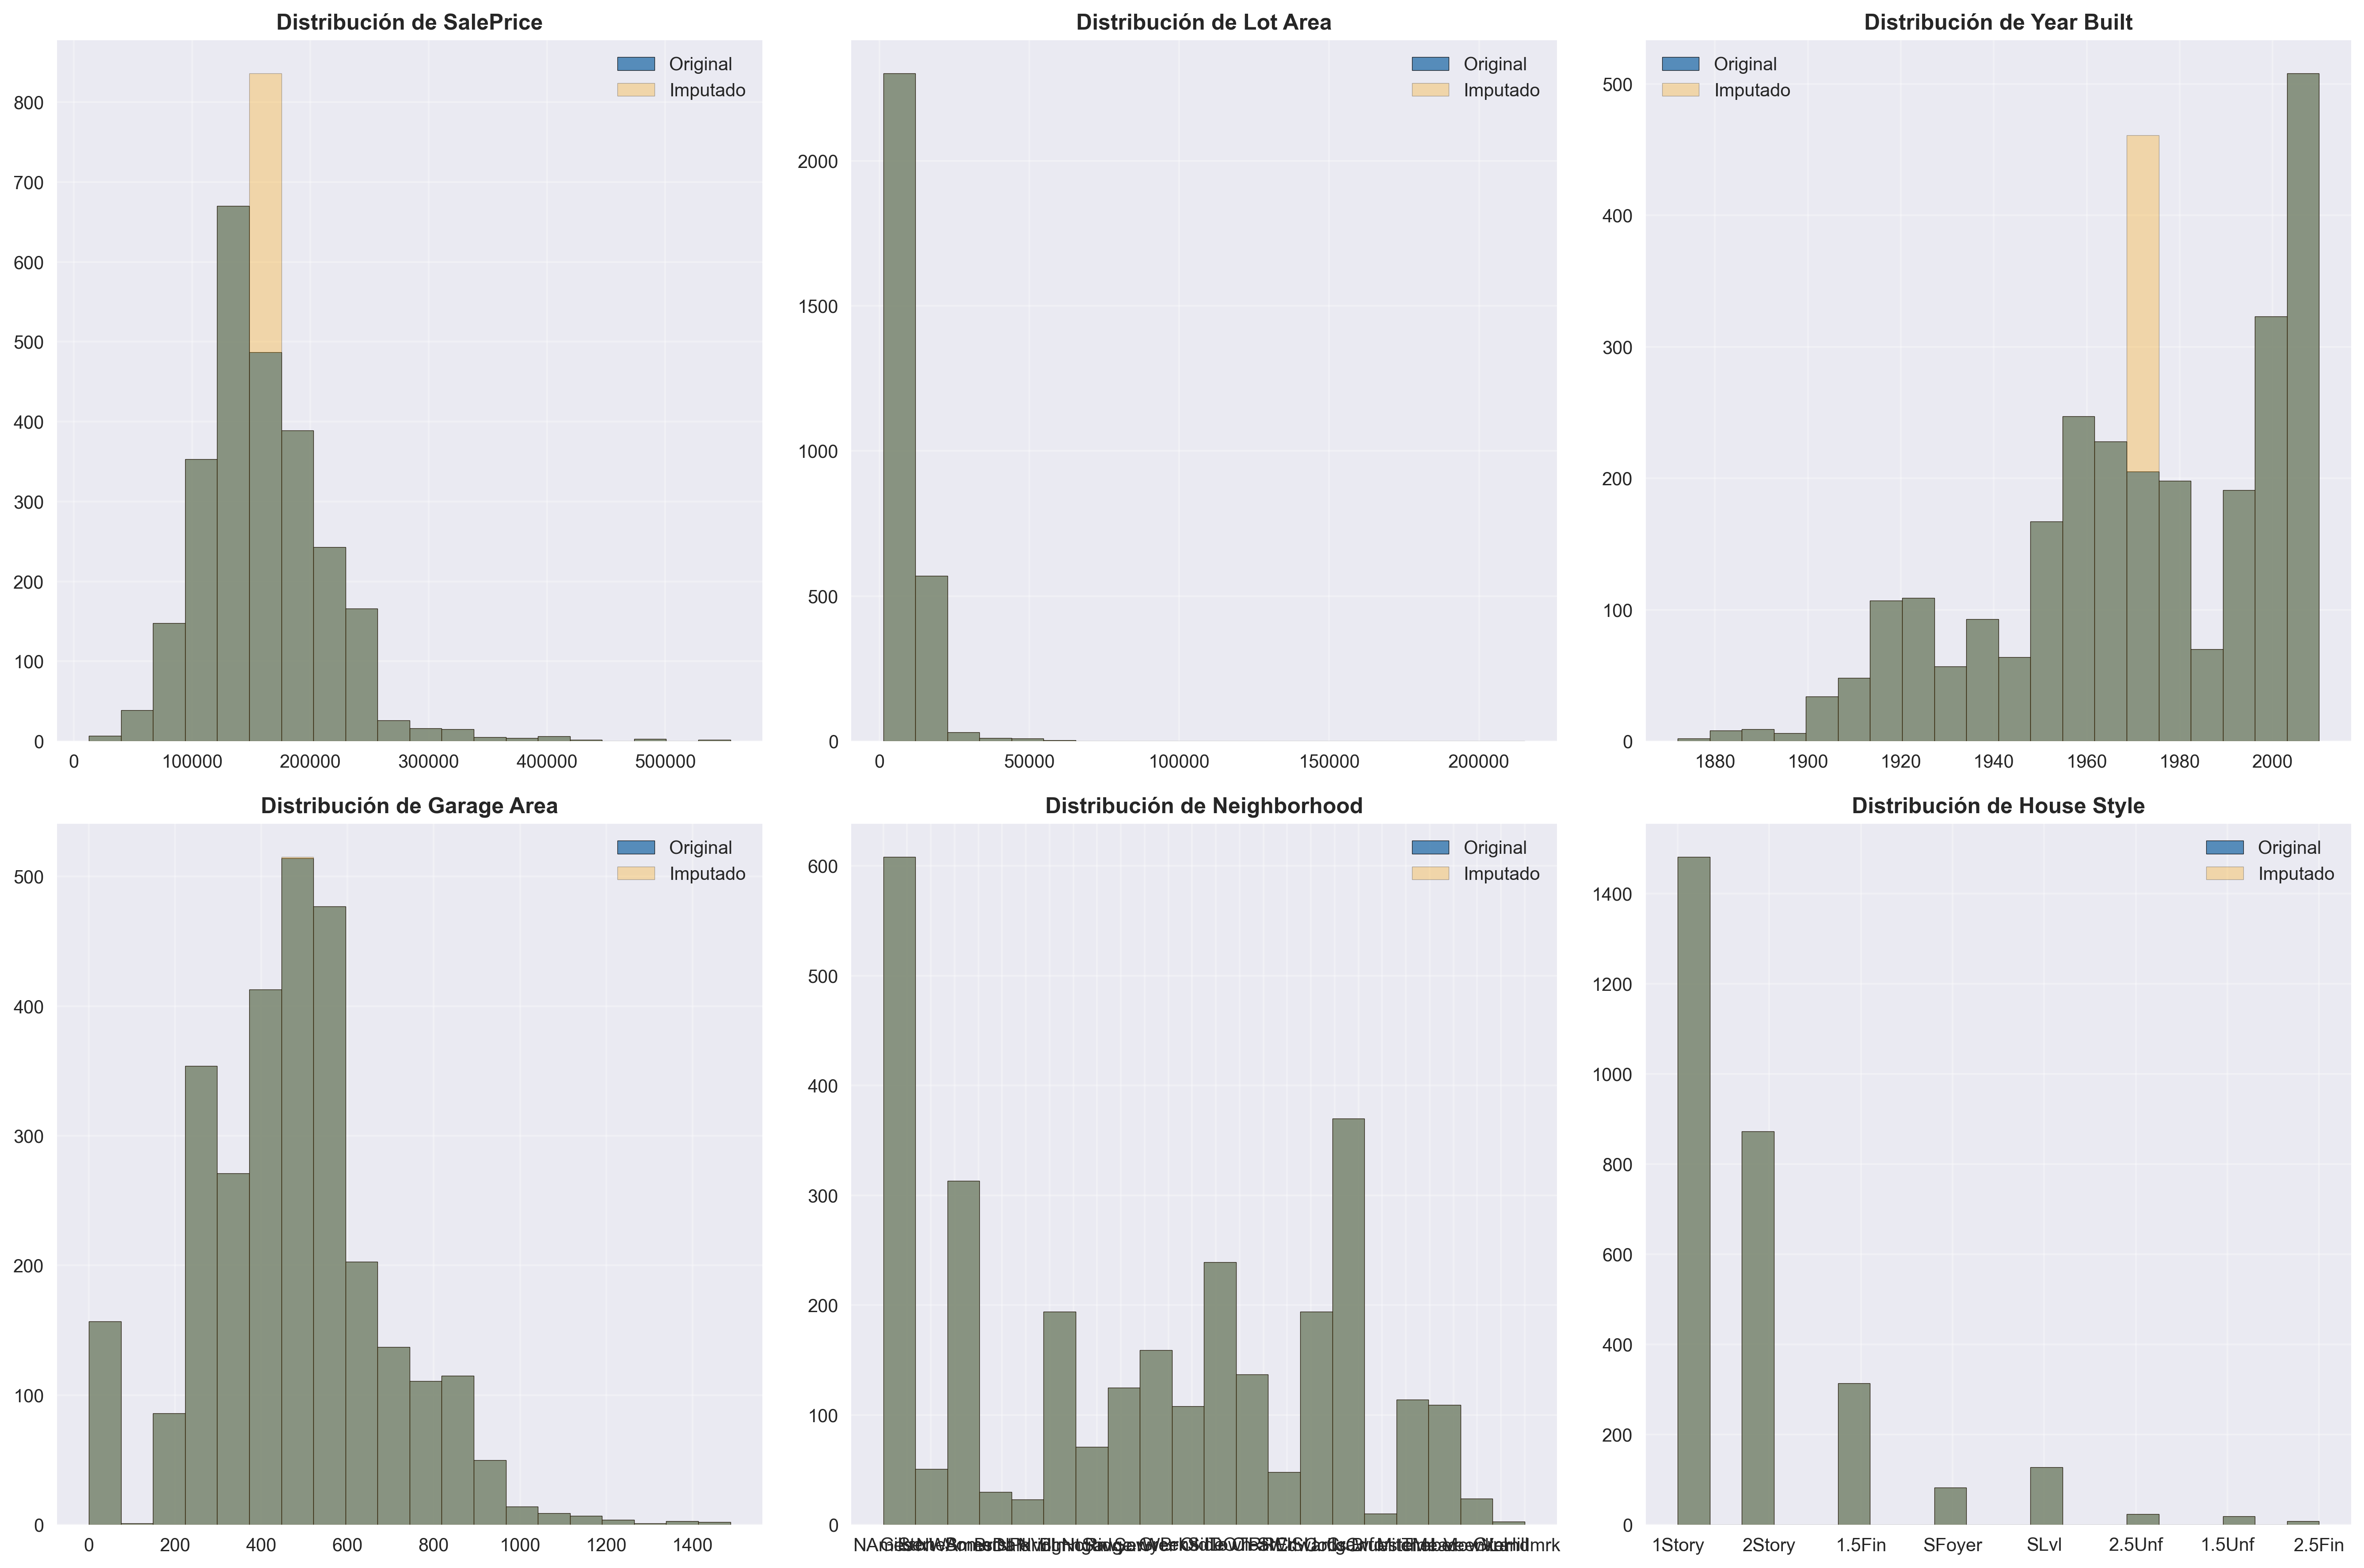 Distribución de SalePrice
Original
Imputado
800
700
600
500
400
300
200
100
0
0 100000 200000 300000 400000 500000
Distribución de Lot Area
Original
Imputado
2000
1500
1000
500
0
0 50000 100000 150000 200000
Distribución de Year Built
Original
Imputado
500
400
300
200
100
0
1880 1900 1920 1940 1960 1980 2000
Distribución de Garage Area
Original
Imputado
500
400
300
200
100
0
0 200 400 600 800 1000 1200 1400
Distribución de Neighborhood
Original
Imputado
600
500
400
300
200
100
0
Distribución de House Style
Original
Imputado
1400
1200
1000
800
600
400
200
0
1Story 2Story 1.5Fin SFoyer SLvl 2.5Unf 1.5Unf 2.5Fin